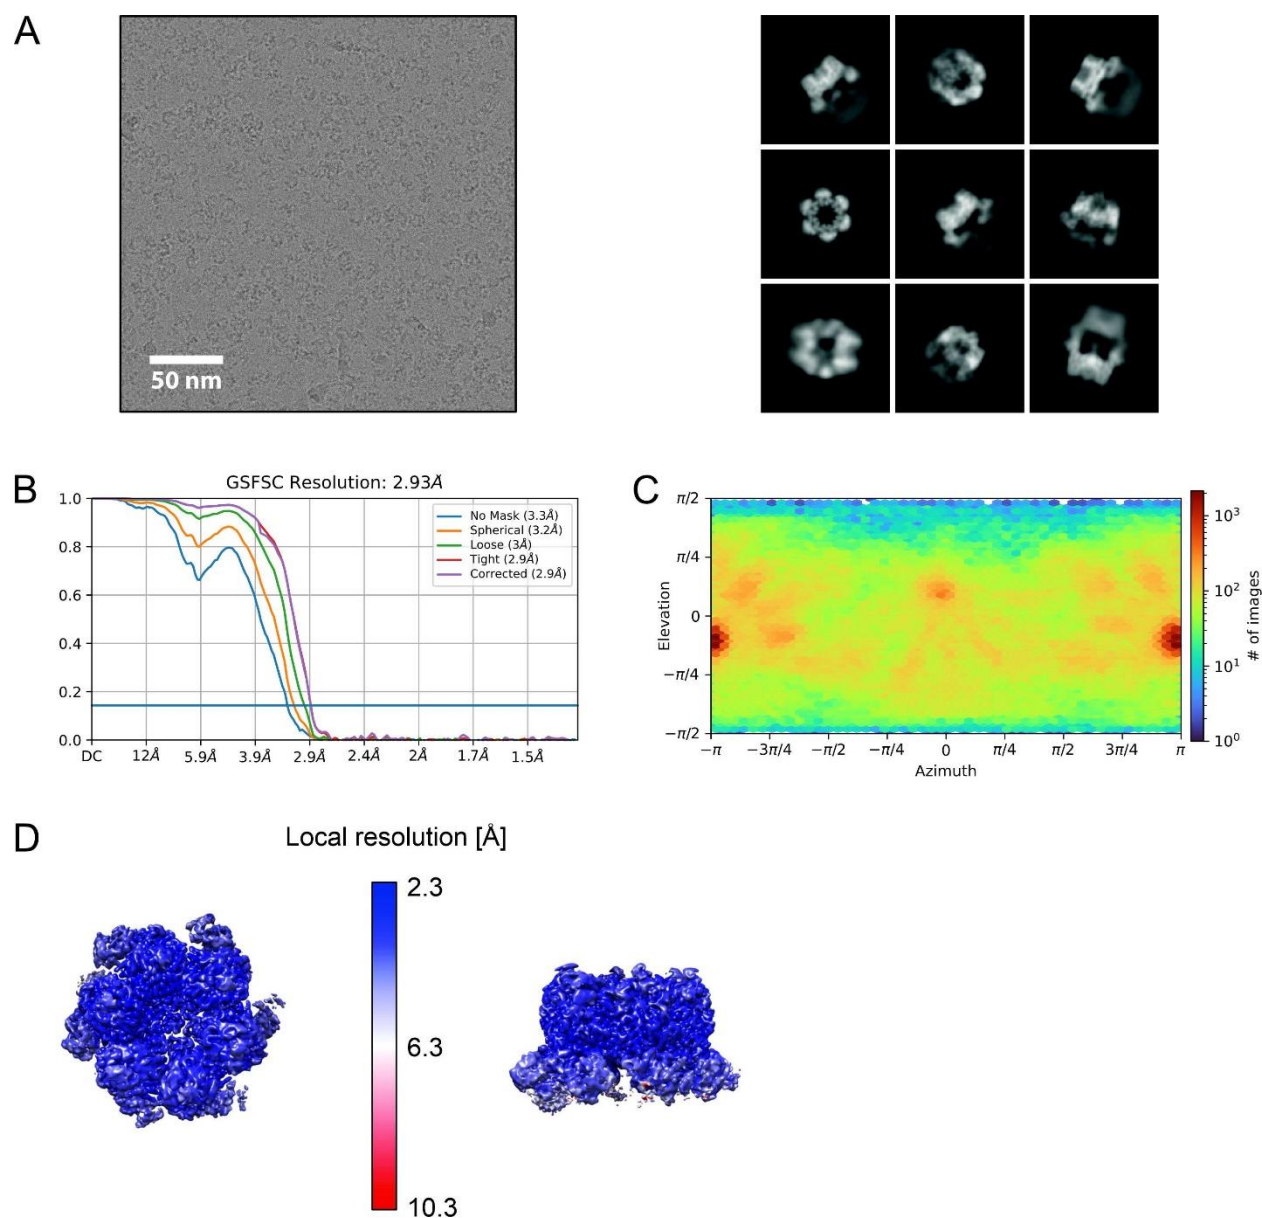 A
50 nm
B
GSFSC Resolution: 2.93Å
1.0
0.8
0.6
0.4
0.2
0.0
No Mask (3.3Å)
Spherical (3.2Å)
Loose (3Å)
Tight (2.9Å)
Corrected (2.9Å)
DC
12Å
5.9Å
3.9Å
2.9Å
2.4Å
2Å
1.7Å
1.5Å
C
π/2
π/4
0
−π/4
−π/2
Elevation
−π
−3π/4
−π/2
−π/4
0
π/4
π/2
3π/4
π
Azimuth
10³
10²
10¹
10⁰
# of images
D
Local resolution [Å]
2.3
6.3
10.3